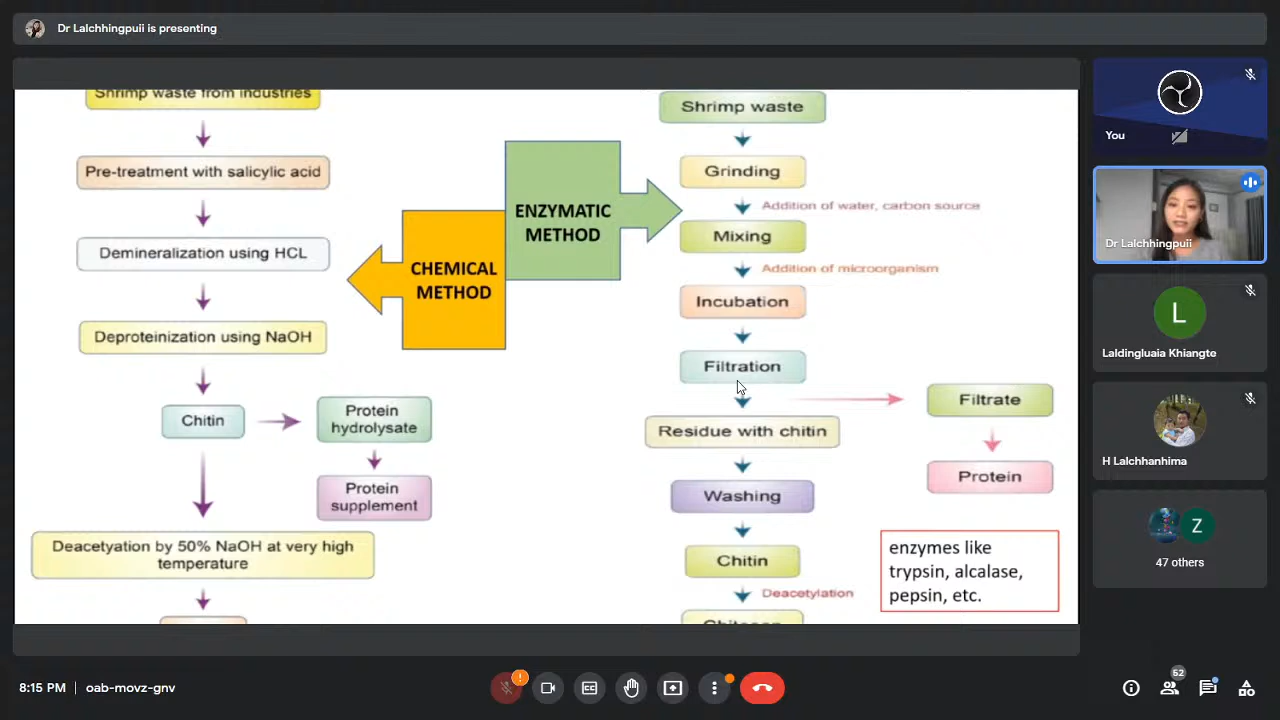 Dr Lalchhingpuii is presenting
Shrimp waste from industries
Pre-treatment with salicylic acid
Demineralization using HCL
Deproteinization using NaOH
Chitin
Protein
hydrolysate
Protein
supplement
Deacetyation by 50% NaOH at very high
temperature
CHEMICAL
METHOD
ENZYMATIC
METHOD
Shrimp waste
Grinding
Addition of water, carbon source
Mixing
Addition of microorganism
Incubation
Filtration
Residue with chitin
Filtrate
Protein
Washing
Chitin
Deacetylation
Chitosan
enzymes like
trypsin, alcalase,
pepsin, etc.
You
Dr Lalchhingpuii
L
Laldingluaia Khiangte
H Lalchhanhima
Z
47 others
8:15 PM | oab-movz-gnv
52